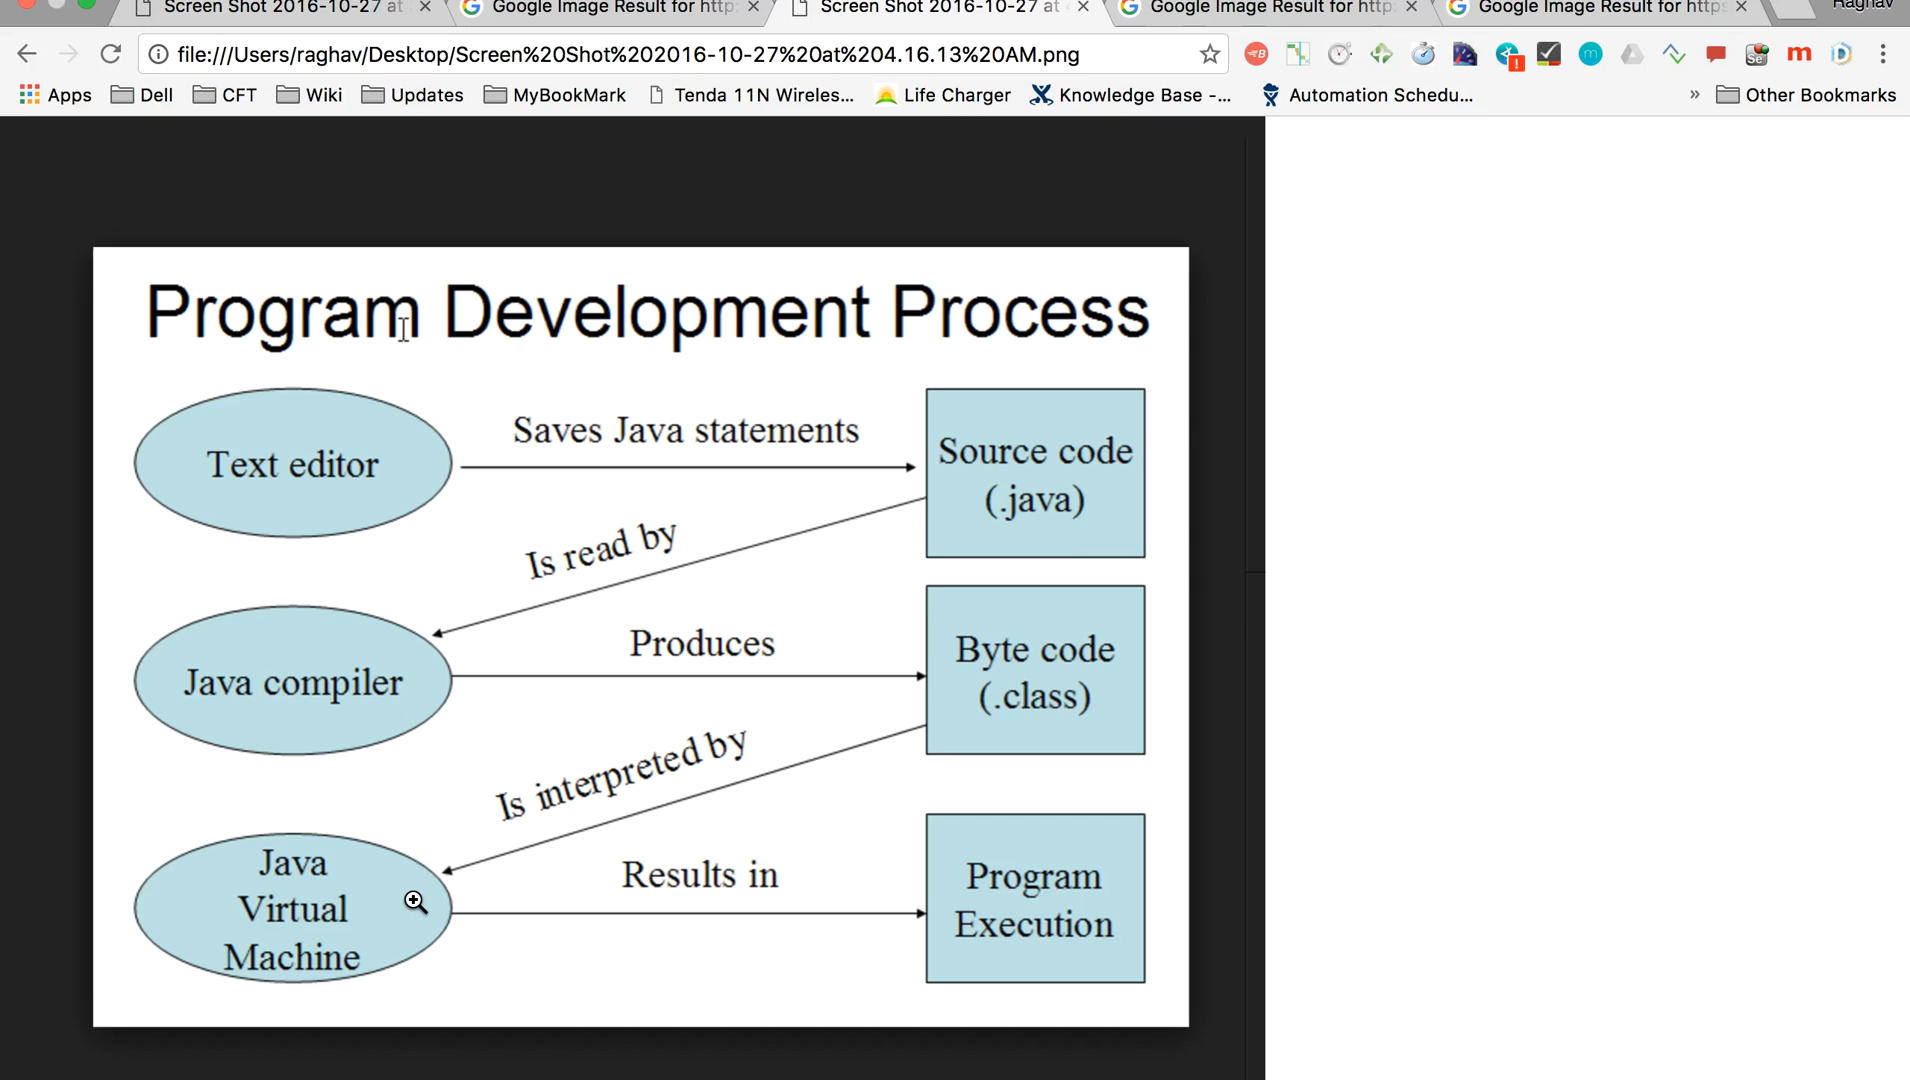 Screen Shot 2016-10-27 at
Google Image Result for http
Screen Shot 2016-10-27 at 4
Google Image Result for http
Google Image Result for https
Raghav
file:///Users/raghav/Desktop/Screen%20Shot%202016-10-27%20at%204.16.13%20AM.png
Apps Dell CFT Wiki Updates MyBookMark Tenda 11N Wireles... Life Charger Knowledge Base -... Automation Schedu... » Other Bookmarks
Program Development Process
Text editor
Saves Java statements
Source code
(.java)
Is read by
Java compiler
Produces
Byte code
(.class)
Is interpreted by
Java
Virtual
Machine
Results in
Program
Execution